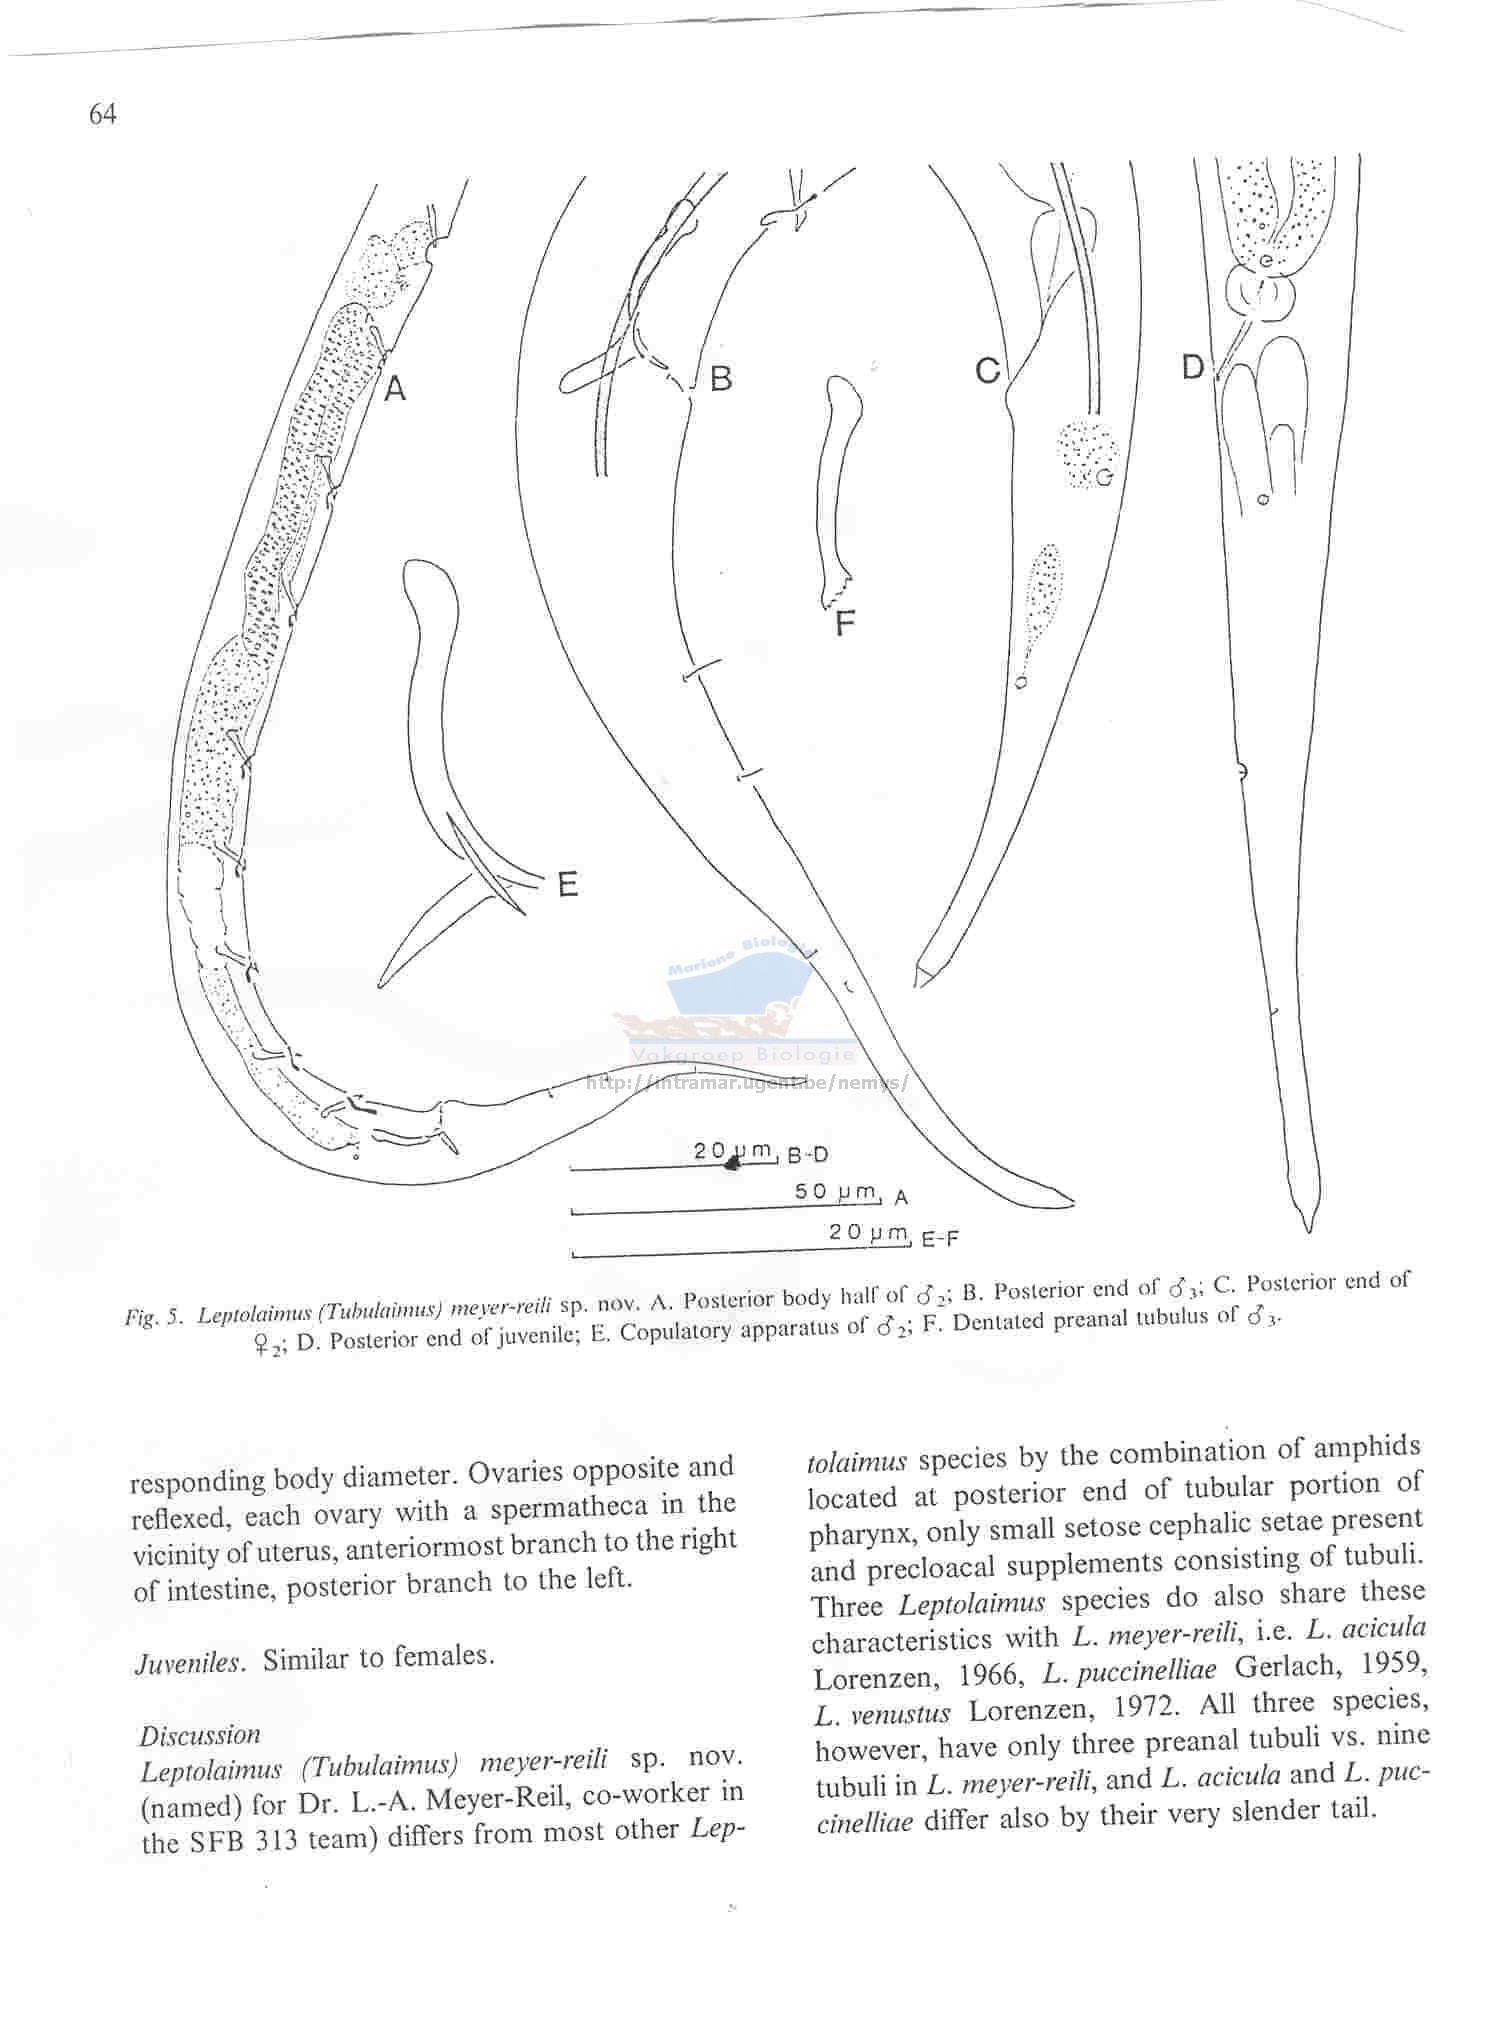 64
A
B
C
D
F
E
Mariene Biologie
Vakgroep Biologie
http://intramar.ugent.be/nemys/
20 µm, B-D
50 µm, A
20 µm, E-F
Fig. 5. Leptolaimus (Tubulaimus) meyer-reili sp. nov. A. Posterior body half of ♂2; B. Posterior end of ♂3; C. Posterior end of
♀2; D. Posterior end of juvenile; E. Copulatory apparatus of ♂2; F. Dentated preanal tubulus of ♂3.
responding body diameter. Ovaries opposite and
reflexed, each ovary with a spermatheca in the
vicinity of uterus, anteriormost branch to the right
of intestine, posterior branch to the left.
Juveniles. Similar to females.
Discussion
Leptolaimus (Tubulaimus) meyer-reili sp. nov.
(named) for Dr. L.-A. Meyer-Reil, co-worker in
the SFB 313 team) differs from most other Lep-
tolaimus species by the combination of amphids
located at posterior end of tubular portion of
pharynx, only small setose cephalic setae present
and precloacal supplements consisting of tubuli.
Three Leptolaimus species do also share these
characteristics with L. meyer-reili, i.e. L. acicula
Lorenzen, 1966, L. puccinelliae Gerlach, 1959,
L. venustus Lorenzen, 1972. All three species,
however, have only three preanal tubuli vs. nine
tubuli in L. meyer-reili, and L. acicula and L. puc-
cinelliae differ also by their very slender tail.